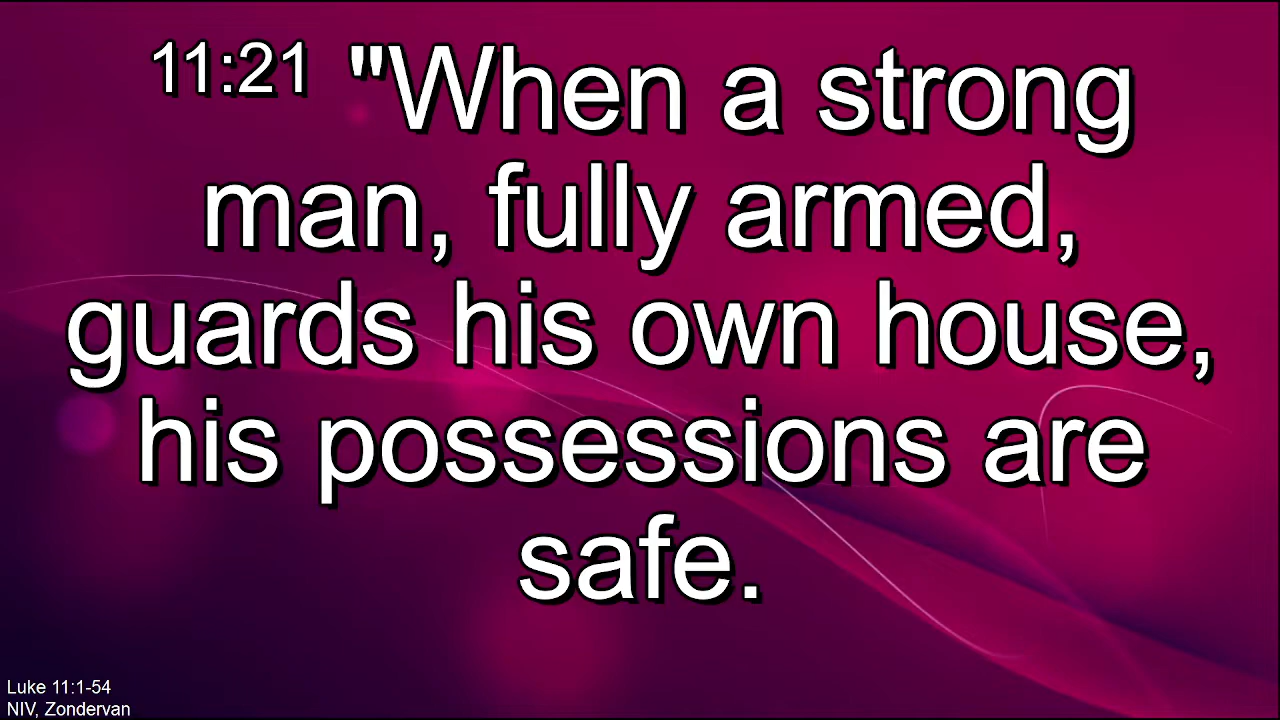 11:21 "When a strong
man, fully armed,
guards his own house,
his possessions are
safe.
Luke 11:1-54
NIV, Zondervan